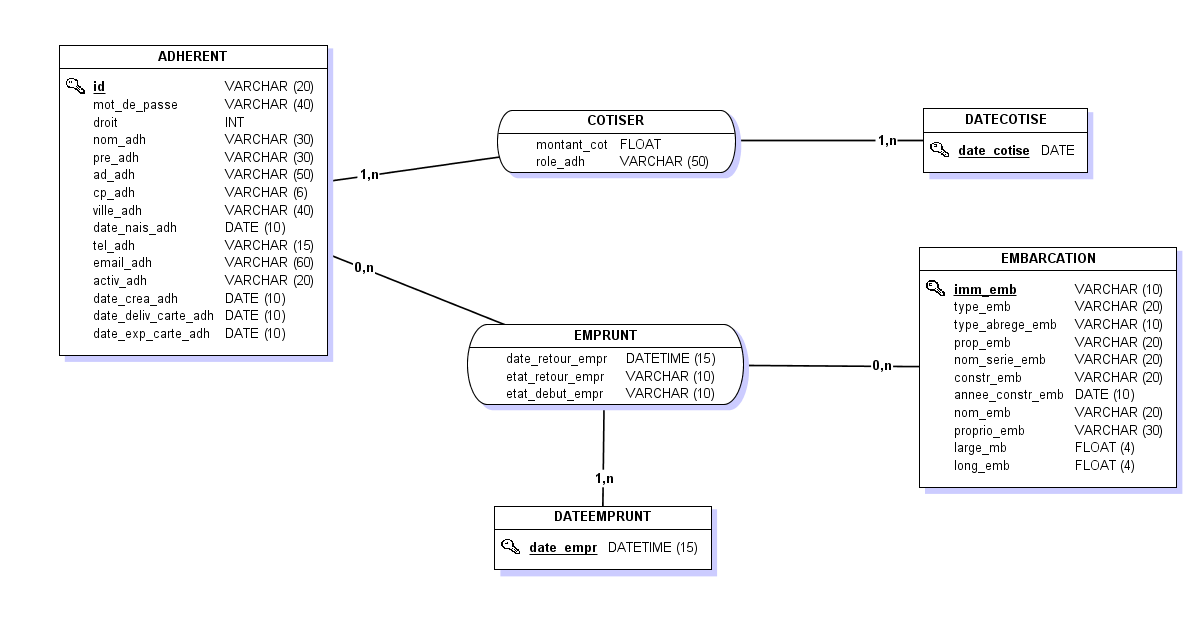 ADHERENT
id VARCHAR (20)
mot_de_passe VARCHAR (40)
droit INT
nom_adh VARCHAR (30)
pre_adh VARCHAR (30)
ad_adh VARCHAR (50)
cp_adh VARCHAR (6)
ville_adh VARCHAR (40)
date_nais_adh DATE (10)
tel_adh VARCHAR (15)
email_adh VARCHAR (60)
activ_adh VARCHAR (20)
date_crea_adh DATE (10)
date_deliv_carte_adh DATE (10)
date_exp_carte_adh DATE (10)
1,n
COTISER
montant_cot FLOAT
role_adh VARCHAR (50)
1,n
DATECOTISE
date_cotise DATE
0,n
EMPRUNT
date_retour_empr DATETIME (15)
etat_retour_empr VARCHAR (10)
etat_debut_empr VARCHAR (10)
0,n
EMBARCATION
imm_emb VARCHAR (10)
type_emb VARCHAR (20)
type_abrege_emb VARCHAR (10)
prop_emb VARCHAR (20)
nom_serie_emb VARCHAR (20)
constr_emb VARCHAR (20)
annee_constr_emb DATE (10)
nom_emb VARCHAR (20)
proprio_emb VARCHAR (30)
large_mb FLOAT (4)
long_emb FLOAT (4)
1,n
DATEEMPRUNT
date_empr DATETIME (15)